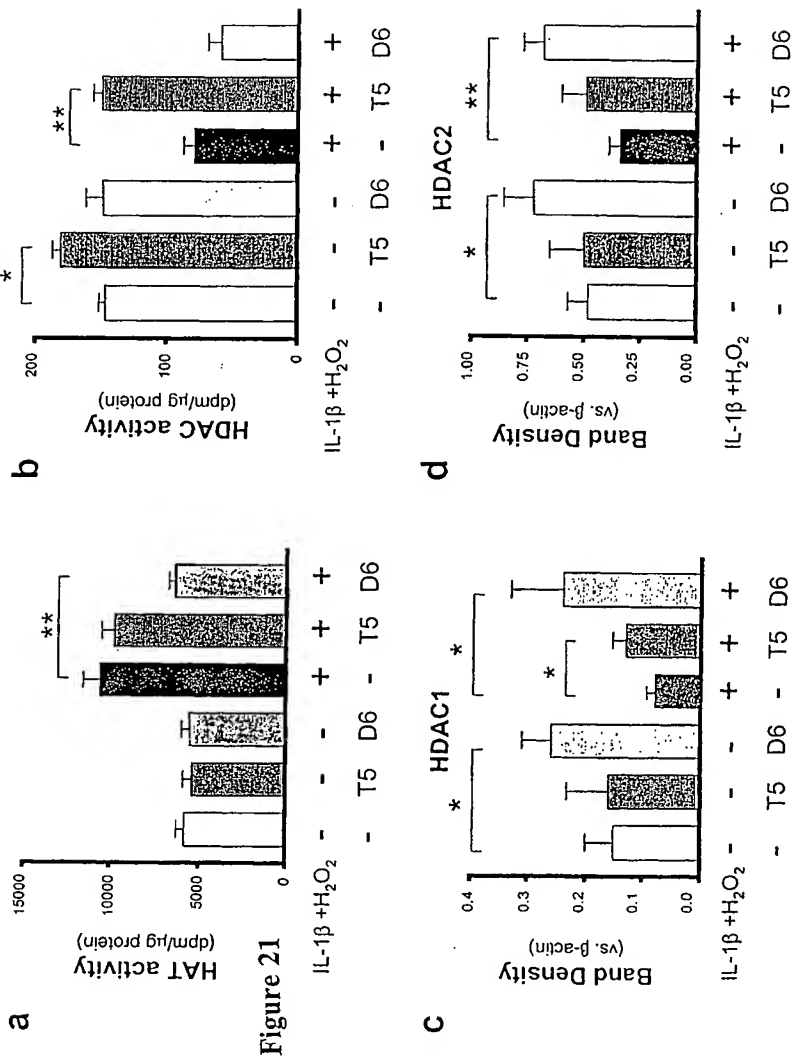 Figure 21
a
HAT activity
(dpm/µg protein)
15000
10000
5000
0
**
IL-1β +H2O2 - - - + + +
- T5 D6 - T5 D6
b
HDAC activity
(dpm/µg protein)
200
100
0
*
**
IL-1β +H2O2 - - - + + +
- T5 D6 - T5 D6
c
HDAC1
Band Density
(vs. β-actin)
0.4
0.3
0.2
0.1
0.0
*
*
*
IL-1β +H2O2 - - - + + +
- T5 D6 - T5 D6
d
HDAC2
Band Density
(vs. β-actin)
1.00
0.75
0.50
0.25
0.00
*
**
IL-1β +H2O2 - - - + + +
- T5 D6 - T5 D6